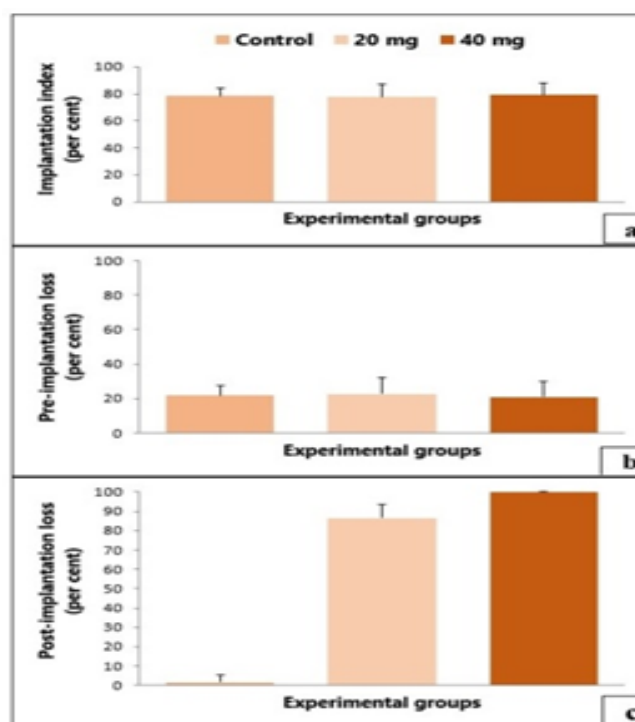 Control 20 mg 40 mg
Implantation index
(per cent)
100
80
60
40
20
0
Experimental groups
a
Pre-implantation loss
(per cent)
100
80
60
40
20
0
Experimental groups
b
Post-implantation loss
(per cent)
100
90
80
70
60
50
40
30
20
10
0
Experimental groups
c